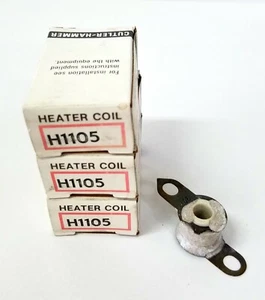 CUTLER-HAMMER
For installation see
instructions supplied
with the equipment.
HEATER COIL
H1105
HEATER COIL
H1105
HEATER COIL
H1105